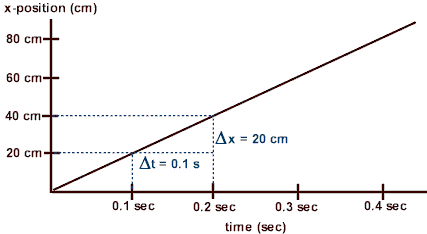 x-position (cm)
80 cm
60 cm
40 cm
20 cm
Δx = 20 cm
Δt = 0.1 s
0.1 sec 0.2 sec 0.3 sec 0.4 sec
time (sec)